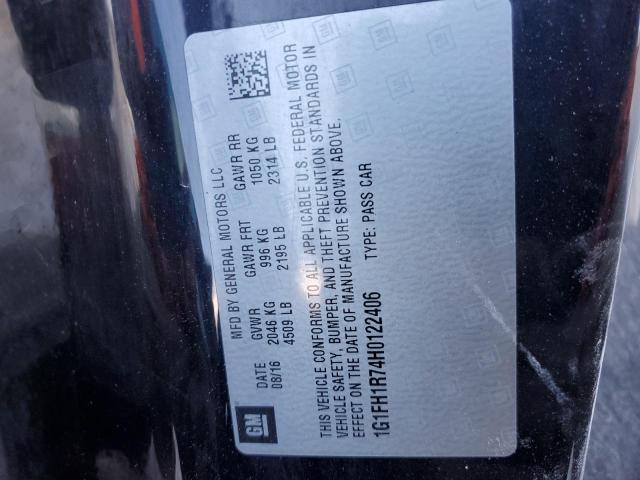 GM
MFD BY GENERAL MOTORS LLC
DATE GVWR GAWR FRT GAWR RR
08/16 2046 KG 996 KG 1050 KG
4509 LB 2195 LB 2314 LB
THIS VEHICLE CONFORMS TO ALL APPLICABLE U.S. FEDERAL MOTOR
VEHICLE SAFETY, BUMPER, AND THEFT PREVENTION STANDARDS IN
EFFECT ON THE DATE OF MANUFACTURE SHOWN ABOVE.
1G1FH1R74H0122406 TYPE: PASS CAR